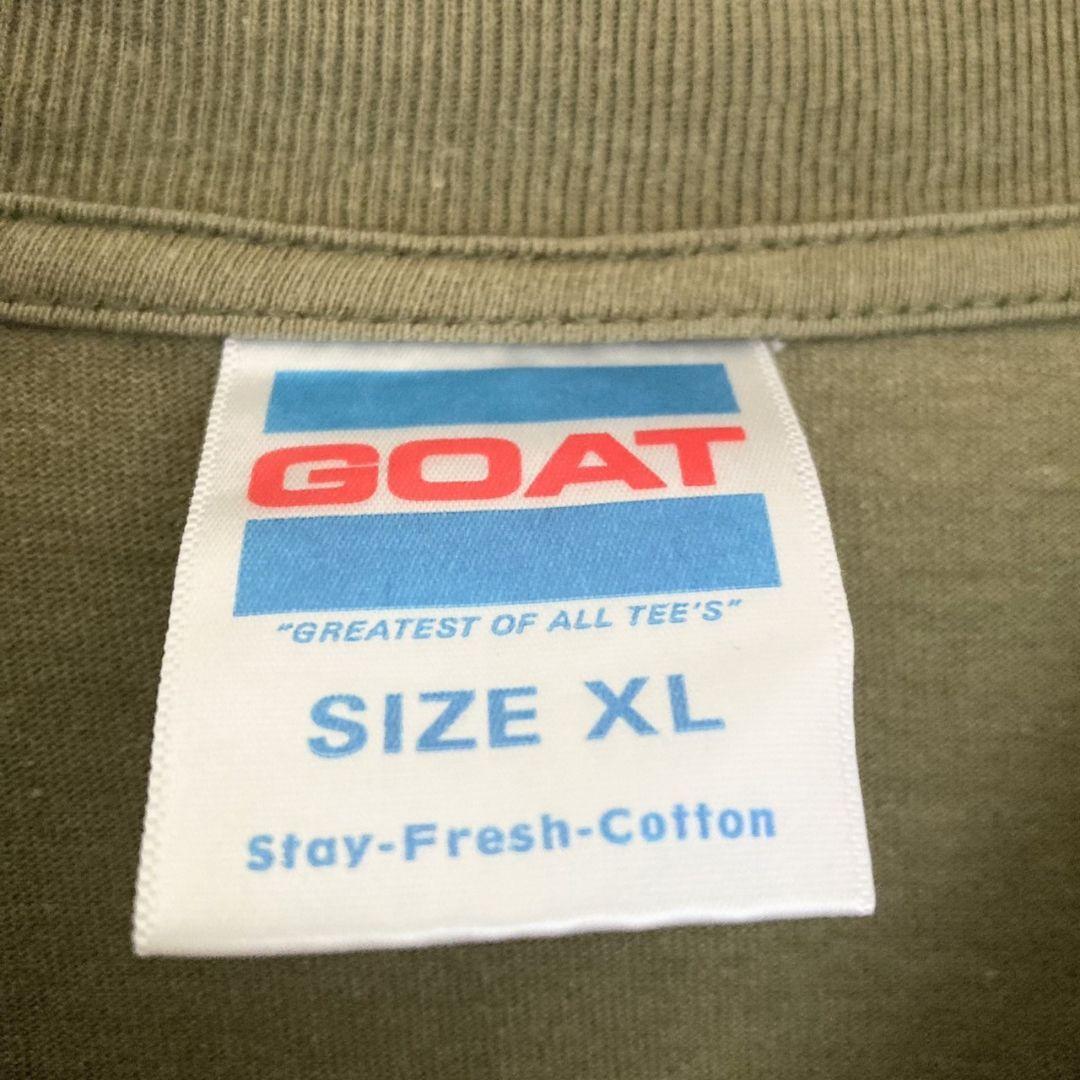 GOAT
"GREATEST OF ALL TEE'S"
SIZE XL
Stay-Fresh-Cotton